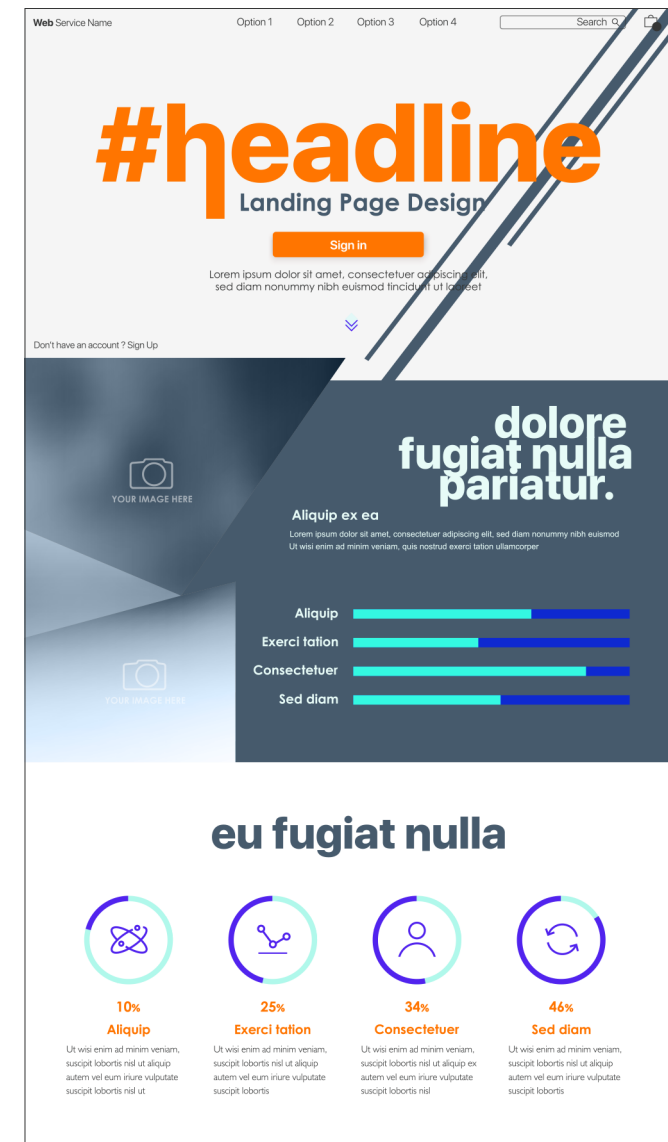 Web Service Name
Option 1
Option 2
Option 3
Option 4
Search
#headline
Landing Page Design
Sign in
Lorem ipsum dolor sit amet, consectetuer adipiscing elit,
sed diam nonummy nibh euismod tincidunt ut laoreet
Don't have an account ? Sign Up
YOUR IMAGE HERE
dolore
fugiat nulla
pariatur.
Aliquip ex ea
Lorem ipsum dolor sit amet, consectetuer adipiscing elit, sed diam nonummy nibh euismod
Ut wisi enim ad minim veniam, quis nostrud exerci tation ullamcorper
Aliquip
Exerci tation
Consectetuer
Sed diam
YOUR IMAGE HERE
eu fugiat nulla
10%
Aliquip
Ut wisi enim ad minim veniam,
suscipit lobortis nisl ut aliquip
autem vel eum iriure vulputate
suscipit lobortis nisl ut
25%
Exerci tation
Ut wisi enim ad minim veniam,
suscipit lobortis nisl ut aliquip
autem vel eum iriure vulputate
suscipit lobortis
34%
Consectetuer
Ut wisi enim ad minim veniam,
suscipit lobortis nisl ut aliquip ex
autem vel eum iriure vulputate
suscipit lobortis nisl
46%
Sed diam
Ut wisi enim ad minim veniam,
suscipit lobortis nisl ut aliquip
autem vel eum iriure vulputate
suscipit lobortis